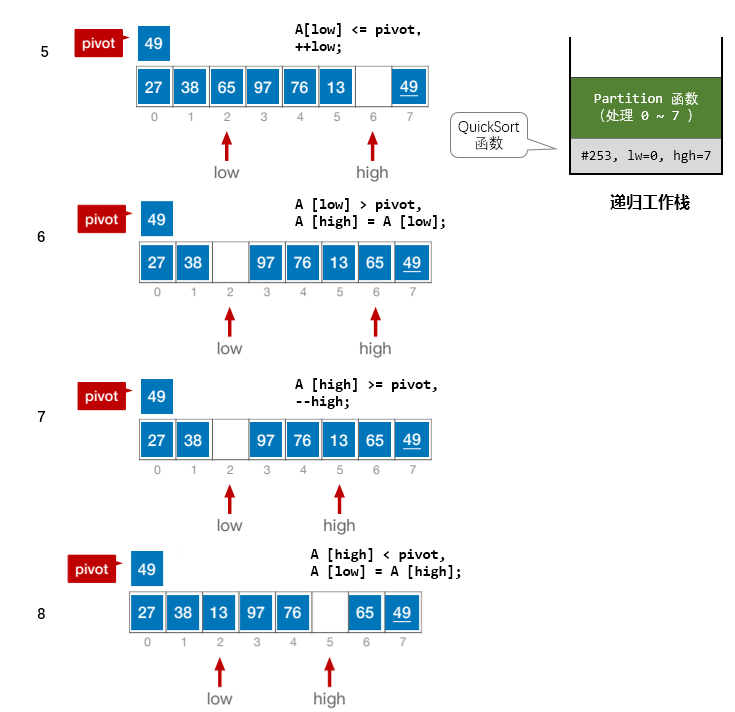 5
pivot
49
A[low] <= pivot,
++low;
27 38 65 97 76 13 49
0 1 2 3 4 5 6 7
low high
QuickSort
函数
Partition 函数
(处理 0 ~ 7 )
#253, lw=0, hgh=7
递归工作栈
6
pivot
49
A [low] > pivot,
A [high] = A [low];
27 38 97 76 13 65 49
0 1 2 3 4 5 6 7
low high
7
pivot
49
A [high] >= pivot,
--high;
27 38 97 76 13 65 49
0 1 2 3 4 5 6 7
low high
8
pivot
49
A [high] < pivot,
A [low] = A [high];
27 38 13 97 76 65 49
0 1 2 3 4 5 6 7
low high